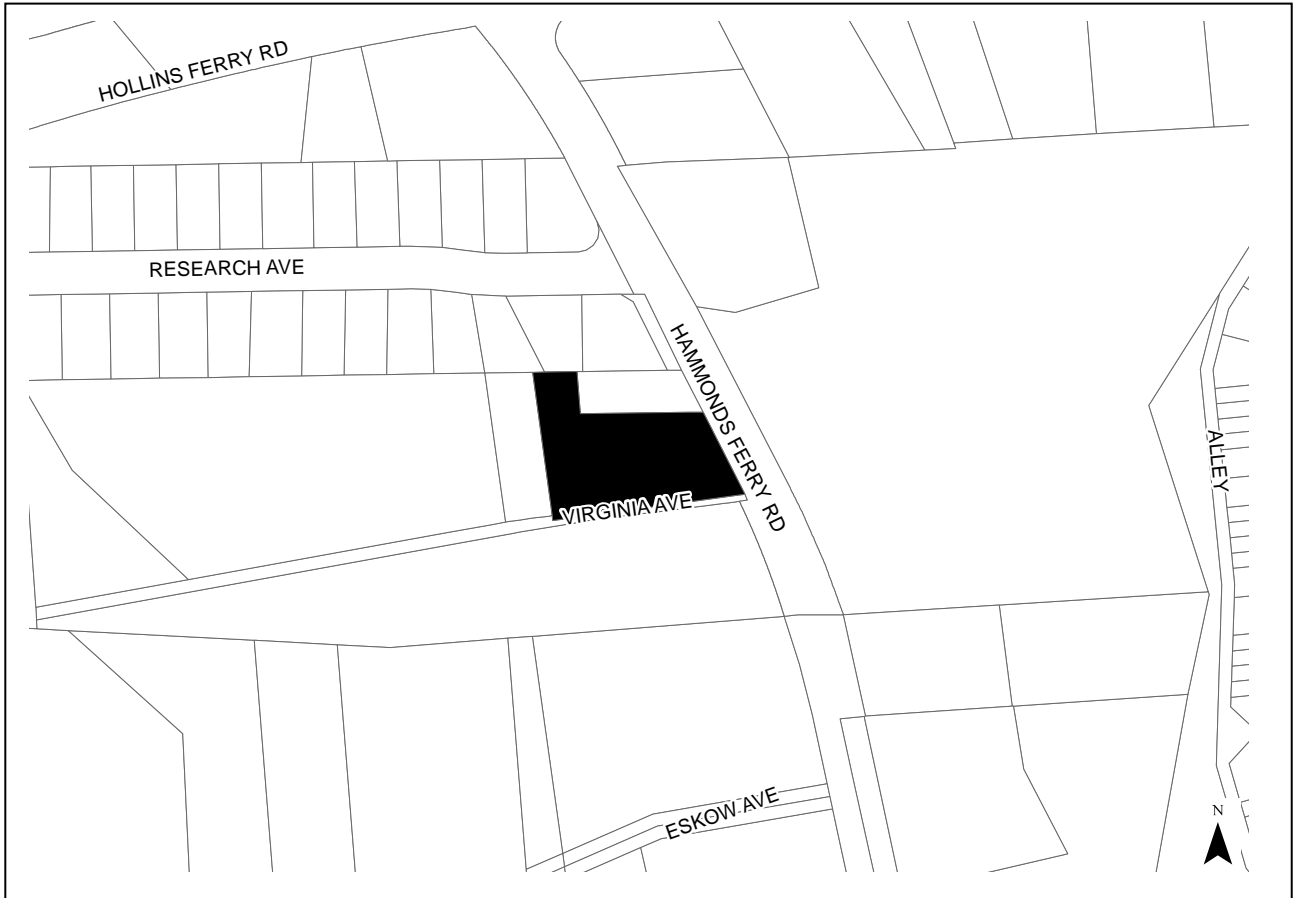 HOLLINS FERRY RD
RESEARCH AVE
HAMMONDS FERRY RD
ALLEY
VIRGINIA AVE
ESKOW AVE
N